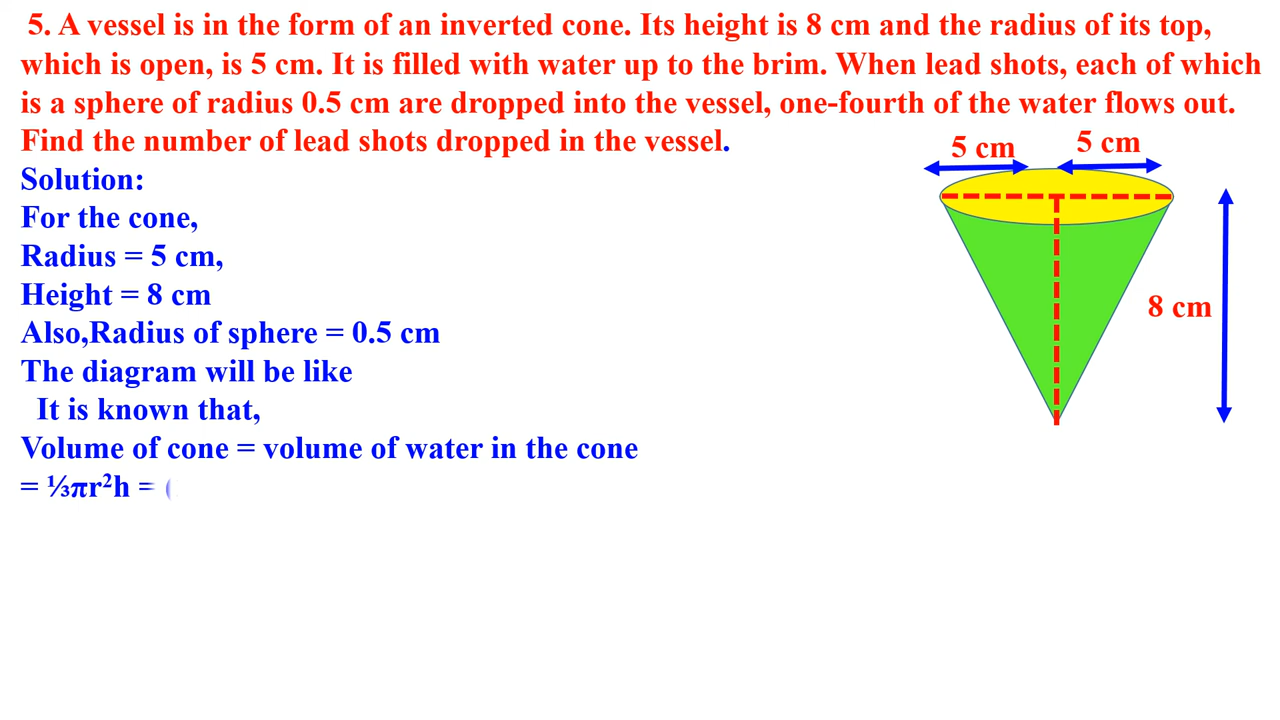 5. A vessel is in the form of an inverted cone. Its height is 8 cm and the radius of its top,
which is open, is 5 cm. It is filled with water up to the brim. When lead shots, each of which
is a sphere of radius 0.5 cm are dropped into the vessel, one-fourth of the water flows out.
Find the number of lead shots dropped in the vessel.
5 cm
5 cm
Solution:
For the cone,
Radius = 5 cm,
Height = 8 cm
8 cm
Also,Radius of sphere = 0.5 cm
The diagram will be like
It is known that,
Volume of cone = volume of water in the cone
= ⅓πr²h = (